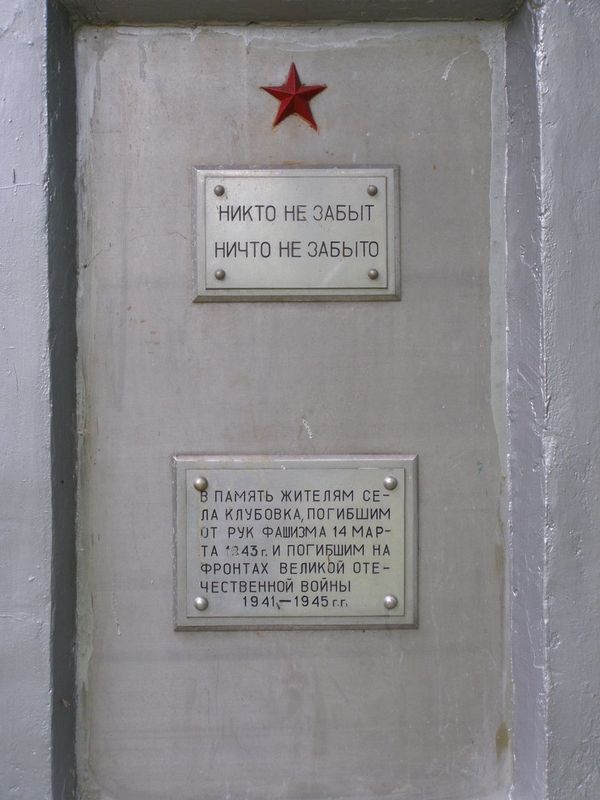 НИКТО НЕ ЗАБЫТ
НИЧТО НЕ ЗАБЫТО
В ПАМЯТЬ ЖИТЕЛЯМ СЕ-
ЛА КЛУБОВКА, ПОГИБШИМ
ОТ РУК ФАШИЗМА 14 МАР-
ТА 1943 г. И ПОГИБШИМ НА
ФРОНТАХ ВЕЛИКОЙ ОТЕ-
ЧЕСТВЕННОЙ ВОЙНЫ
1941 — 1945 г.г.